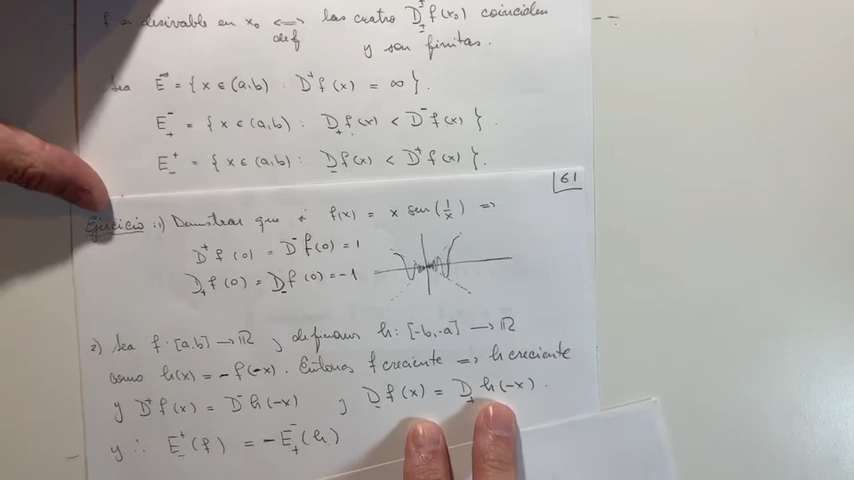 f es derivable en x₀ ⟺ las cuatro D±± f(x₀) coinciden
def
y son finitas.
Sea E^∞ = { x ∈ (a,b) : D⁺f(x) = ∞ }.
E₊⁻ = { x ∈ (a,b) : D₊f(x) < D⁻f(x) }.
E₋⁺ = { x ∈ (a,b) : D₋f(x) < D⁺f(x) }.
61
Ejercicio: 1) Demostrar que si f(x) = x sen(1/x) ⇒
D⁺f(0) = D⁻f(0) = 1
D₊f(0) = D₋f(0) = -1
2) Sea f: [a,b] → ℝ y definamos h: [-b,-a] → ℝ
como h(x) = -f(-x). Entonces f creciente ⇒ h creciente
y D⁺f(x) = D⁻h(-x) y D₋f(x) = D₊h(-x).
y ∴ E₋⁺(f) = -E₊⁻(h)